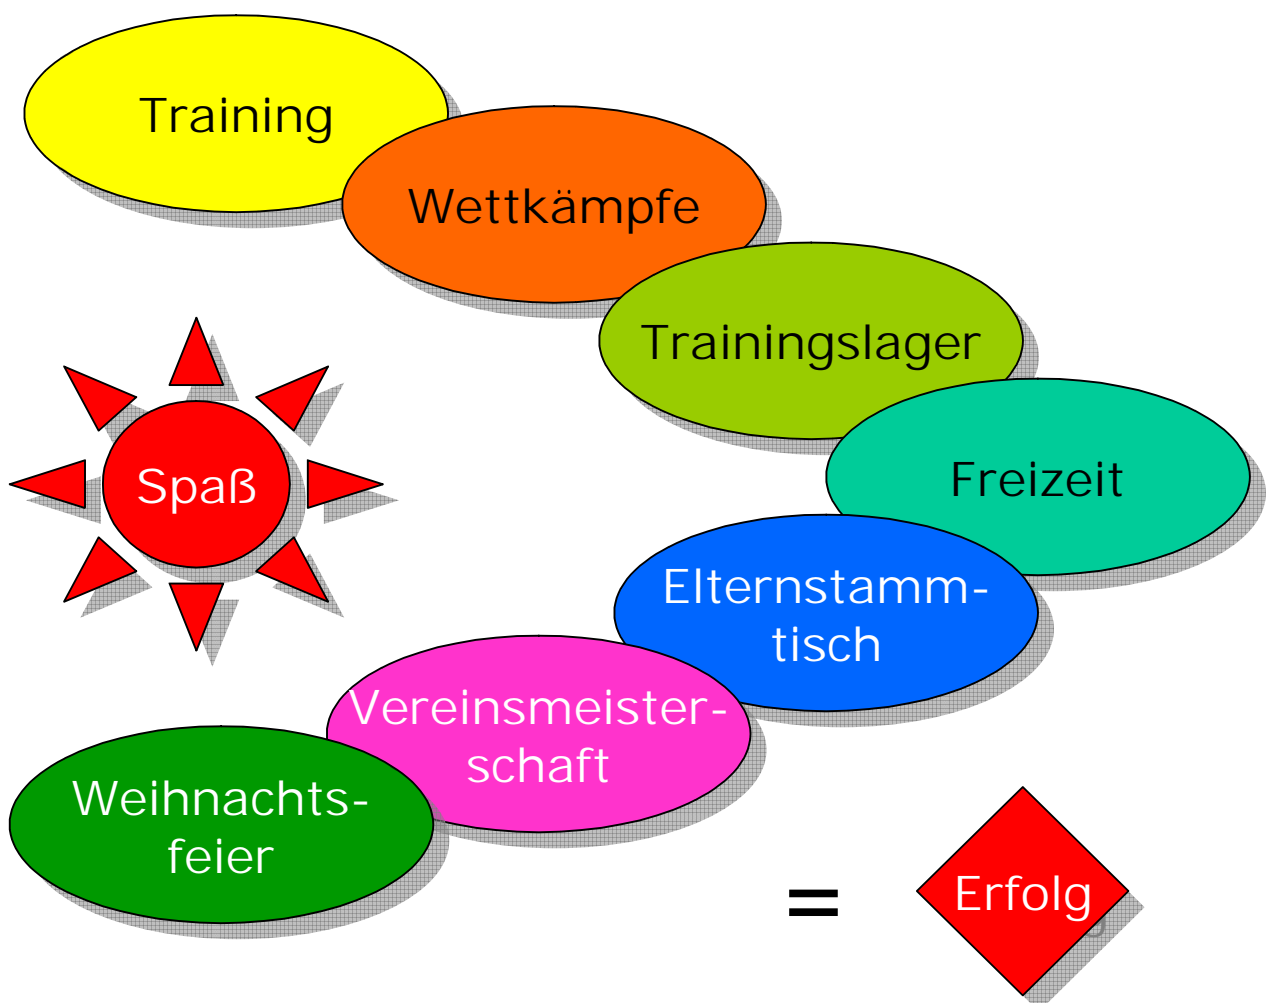 Training
Wettkämpfe
Trainingslager
Freizeit
Spaß
Elternstamm-
tisch
Vereinsmeister-
schaft
Weihnachts-
feier
=
Erfolg